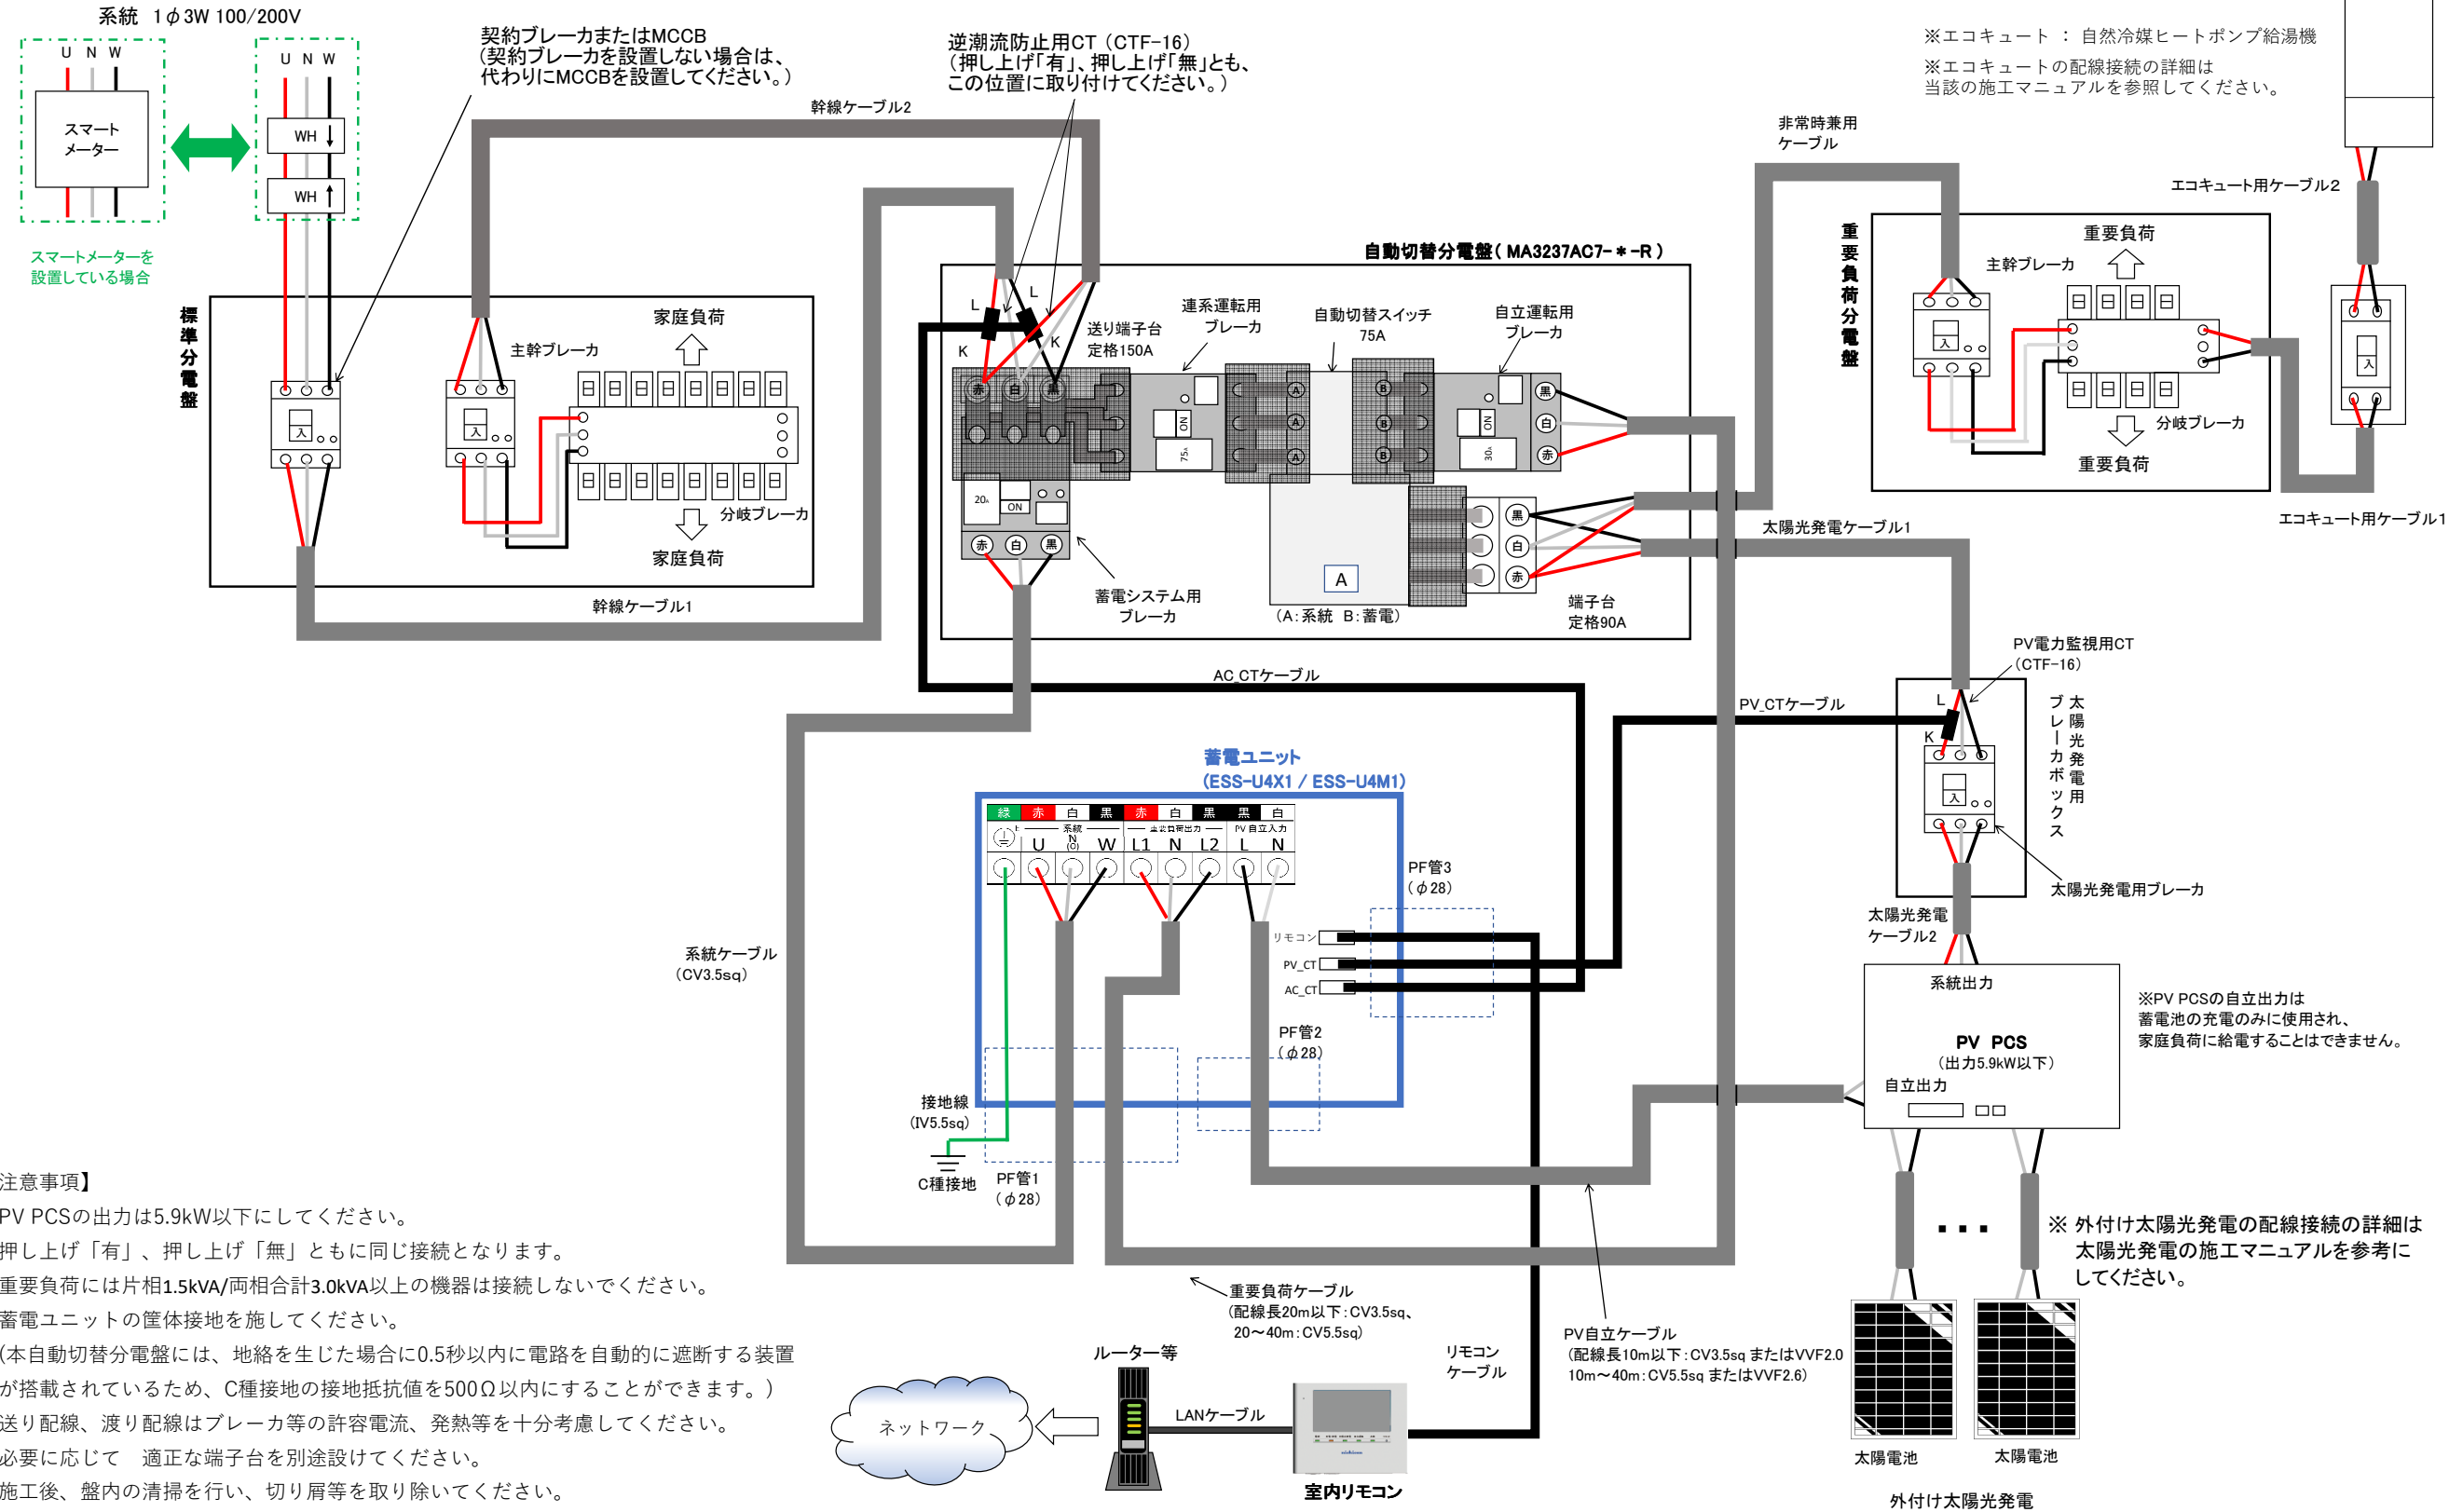 系統 1φ3W 100/200V
U N W
U N W
スマート
メーター
WH
WH
スマートメーターを
設置している場合
契約ブレーカまたはMCCB
(契約ブレーカを設置しない場合は、
代わりにMCCBを設置してください。)
逆潮流防止用CT (CTF-16)
(押し上げ「有」、押し上げ「無」とも、
この位置に取り付けてください。)
※エコキュート : 自然冷媒ヒートポンプ給湯機
※エコキュートの配線接続の詳細は
当該の施工マニュアルを参照してください。
幹線ケーブル2
非常時兼用
ケーブル
エコキュート用ケーブル2
標準分電盤
入
主幹ブレーカ
入
家庭負荷
分岐ブレーカ
家庭負荷
幹線ケーブル1
自動切替分電盤( MA3237AC7-*-R )
L
L
K
K
送り端子台
定格150A
連系運転用
ブレーカ
自動切替スイッチ
75A
自立運転用
ブレーカ
赤 白 黒
ON
75A
A
A
A
B
B
B
ON
30A
黒
白
赤
20A
ON
赤 白 黒
蓄電システム用
ブレーカ
A
(A:系統 B:蓄電)
黒
白
赤
端子台
定格90A
重要負荷分電盤
重要負荷
主幹ブレーカ
入
分岐ブレーカ
重要負荷
入
エコキュート用ケーブル1
太陽光発電ケーブル1
AC_CTケーブル
PV_CTケーブル
PV電力監視用CT
(CTF-16)
L
K
入
太陽光発電用
ブレーカボックス
太陽光発電用ブレーカ
太陽光発電
ケーブル2
蓄電ユニット
(ESS-U4X1 / ESS-U4M1)
緑 赤 白 黒 赤 白 黒 黒 白
E 系統 主要負荷出力 PV自立入力
U N(O) W L1 N L2 L N
リモコン
PV_CT
AC_CT
PF管3
(φ28)
PF管2
(φ28)
系統ケーブル
(CV3.5sq)
接地線
(IV5.5sq)
C種接地
PF管1
(φ28)
系統出力
PV PCS
(出力5.9kW以下)
自立出力
※PV PCSの自立出力は
蓄電池の充電のみに使用され、
家庭負荷に給電することはできません。
注意事項】
PV PCSの出力は5.9kW以下にしてください。
押し上げ「有」、押し上げ「無」ともに同じ接続となります。
重要負荷には片相1.5kVA/両相合計3.0kVA以上の機器は接続しないでください。
蓄電ユニットの筐体接地を施してください。
(本自動切替分電盤には、地絡を生じた場合に0.5秒以内に電路を自動的に遮断する装置
が搭載されているため、C種接地の接地抵抗値を500Ω以内にすることができます。)
送り配線、渡り配線はブレーカ等の許容電流、発熱等を十分考慮してください。
必要に応じて 適正な端子台を別途設けてください。
施工後、盤内の清掃を行い、切り屑等を取り除いてください。
重要負荷ケーブル
(配線長20m以下:CV3.5sq、
20～40m:CV5.5sq)
PV自立ケーブル
(配線長10m以下:CV3.5sq またはVVF2.0
10m～40m:CV5.5sq またはVVF2.6)
リモコン
ケーブル
ルーター等
ネットワーク
LANケーブル
nichicon
室内リモコン
・・・
※ 外付け太陽光発電の配線接続の詳細は
太陽光発電の施工マニュアルを参考に
してください。
太陽電池
太陽電池
外付け太陽光発電